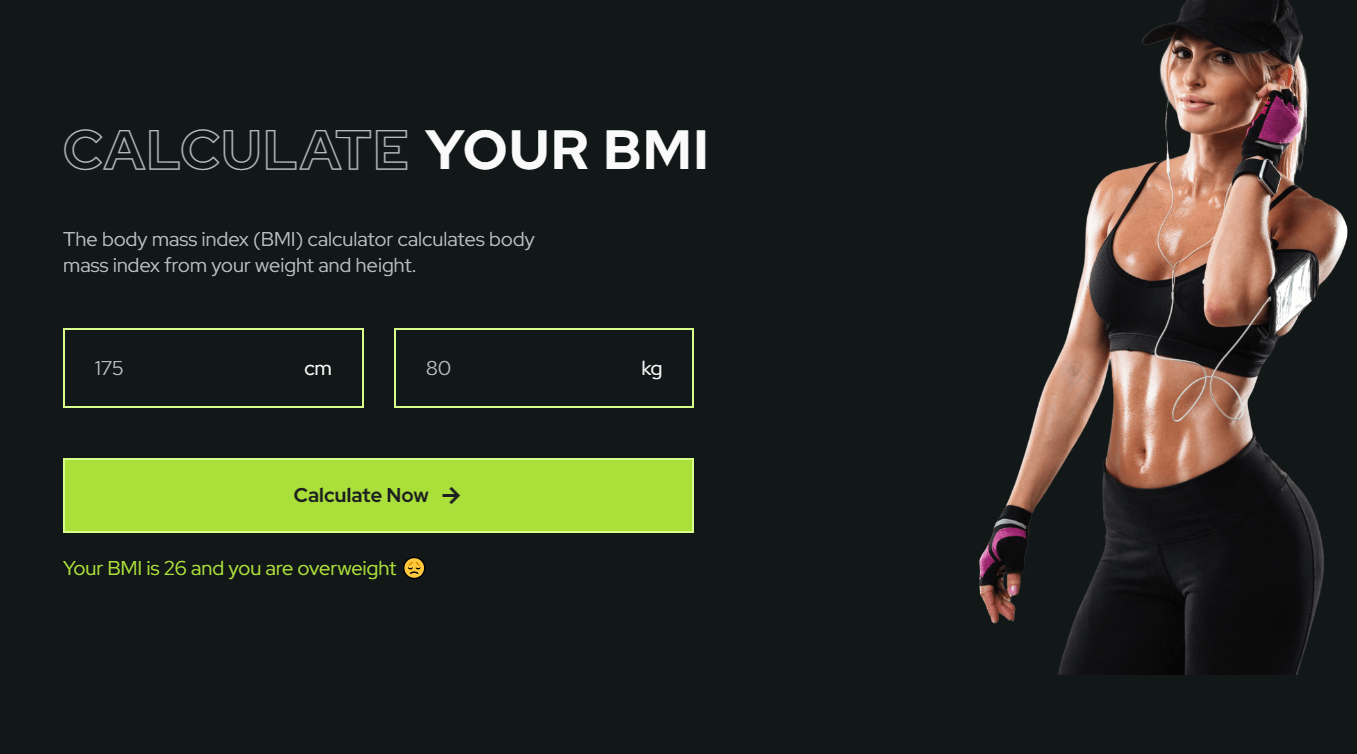 CALCULATE YOUR BMI
The body mass index (BMI) calculator calculates body
mass index from your weight and height.
175 cm
80 kg
Calculate Now →
Your BMI is 26 and you are overweight 😔